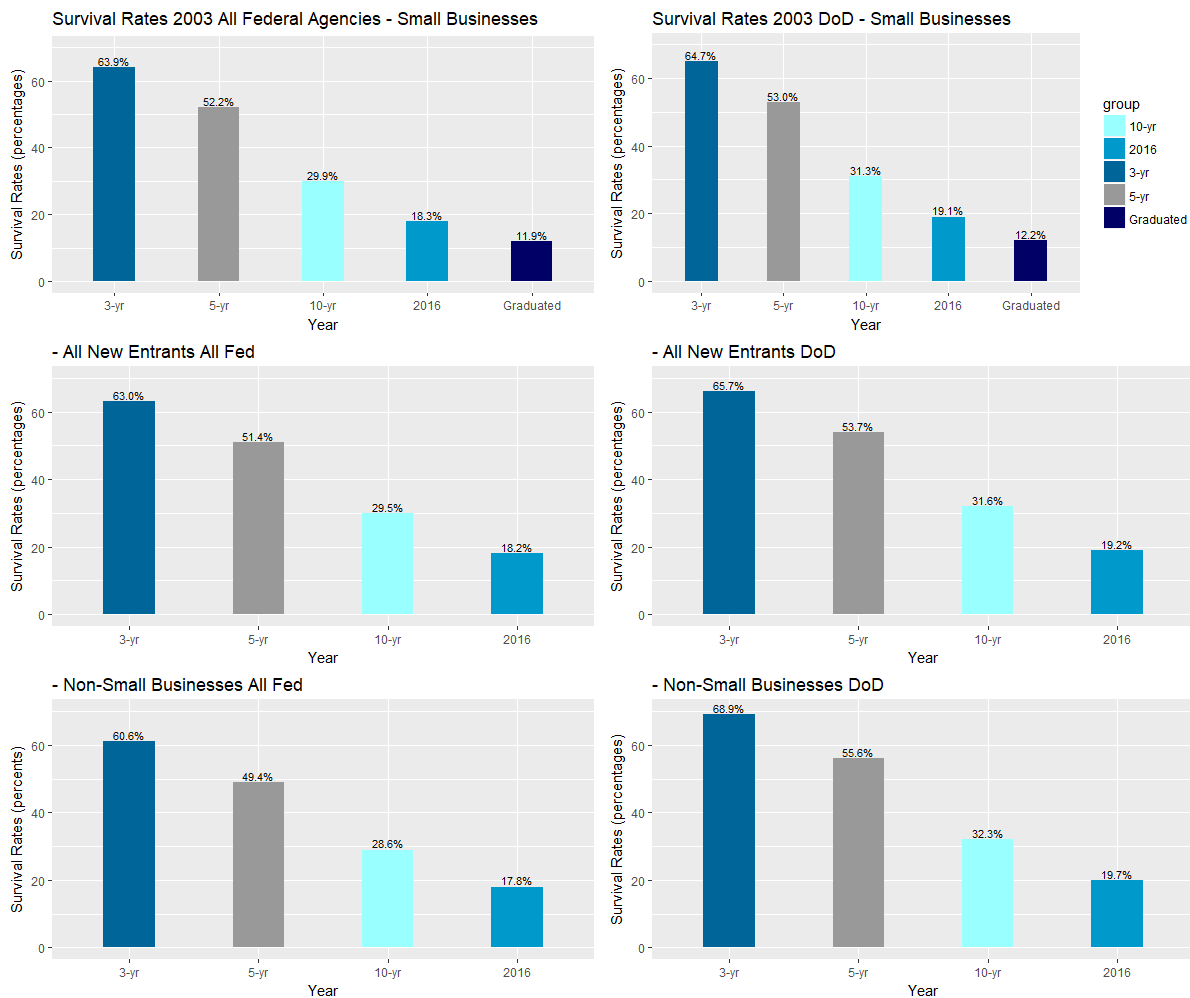 Survival Rates 2003 All Federal Agencies - Small Businesses
Survival Rates (percentages)
60
40
20
0
63.9%
52.2%
29.9%
18.3%
11.9%
3-yr
5-yr
10-yr
2016
Graduated
Year
Survival Rates 2003 DoD - Small Businesses
Survival Rates (percentages)
60
40
20
0
64.7%
53.0%
31.3%
19.1%
12.2%
3-yr
5-yr
10-yr
2016
Graduated
Year
group
10-yr
2016
3-yr
5-yr
Graduated
- All New Entrants All Fed
Survival Rates (percentages)
60
40
20
0
63.0%
51.4%
29.5%
18.2%
3-yr
5-yr
10-yr
2016
Year
- All New Entrants DoD
Survival Rates (percentages)
60
40
20
0
65.7%
53.7%
31.6%
19.2%
3-yr
5-yr
10-yr
2016
Year
- Non-Small Businesses All Fed
Survival Rates (percents)
60
40
20
0
60.6%
49.4%
28.6%
17.8%
3-yr
5-yr
10-yr
2016
Year
- Non-Small Businesses DoD
Survival Rates (percentages)
60
40
20
0
68.9%
55.6%
32.3%
19.7%
3-yr
5-yr
10-yr
2016
Year